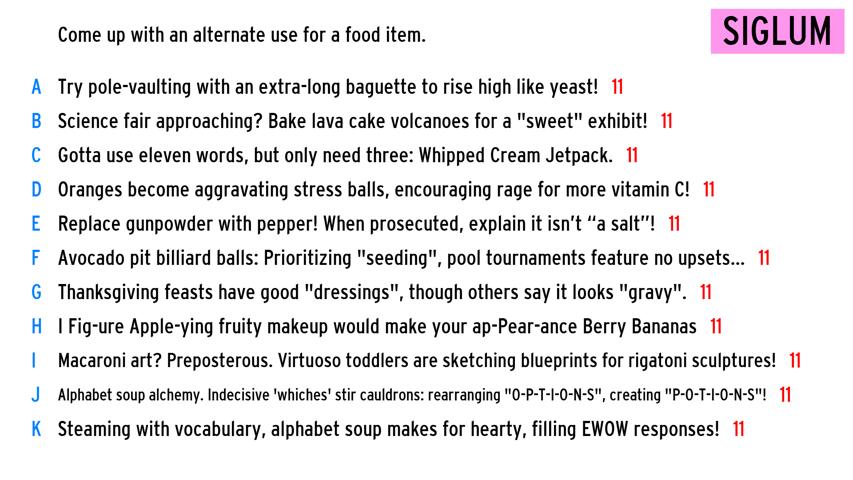 Come up with an alternate use for a food item.
SIGLUM
A Try pole-vaulting with an extra-long baguette to rise high like yeast! 11
B Science fair approaching? Bake lava cake volcanoes for a "sweet" exhibit! 11
C Gotta use eleven words, but only need three: Whipped Cream Jetpack. 11
D Oranges become aggravating stress balls, encouraging rage for more vitamin C! 11
E Replace gunpowder with pepper! When prosecuted, explain it isn’t “a salt”! 11
F Avocado pit billiard balls: Prioritizing "seeding", pool tournaments feature no upsets... 11
G Thanksgiving feasts have good "dressings", though others say it looks "gravy". 11
H I Fig-ure Apple-ying fruity makeup would make your ap-Pear-ance Berry Bananas 11
I Macaroni art? Preposterous. Virtuoso toddlers are sketching blueprints for rigatoni sculptures! 11
J Alphabet soup alchemy. Indecisive 'whiches' stir cauldrons: rearranging "O-P-T-I-O-N-S", creating "P-O-T-I-O-N-S"! 11
K Steaming with vocabulary, alphabet soup makes for hearty, filling EWOW responses! 11